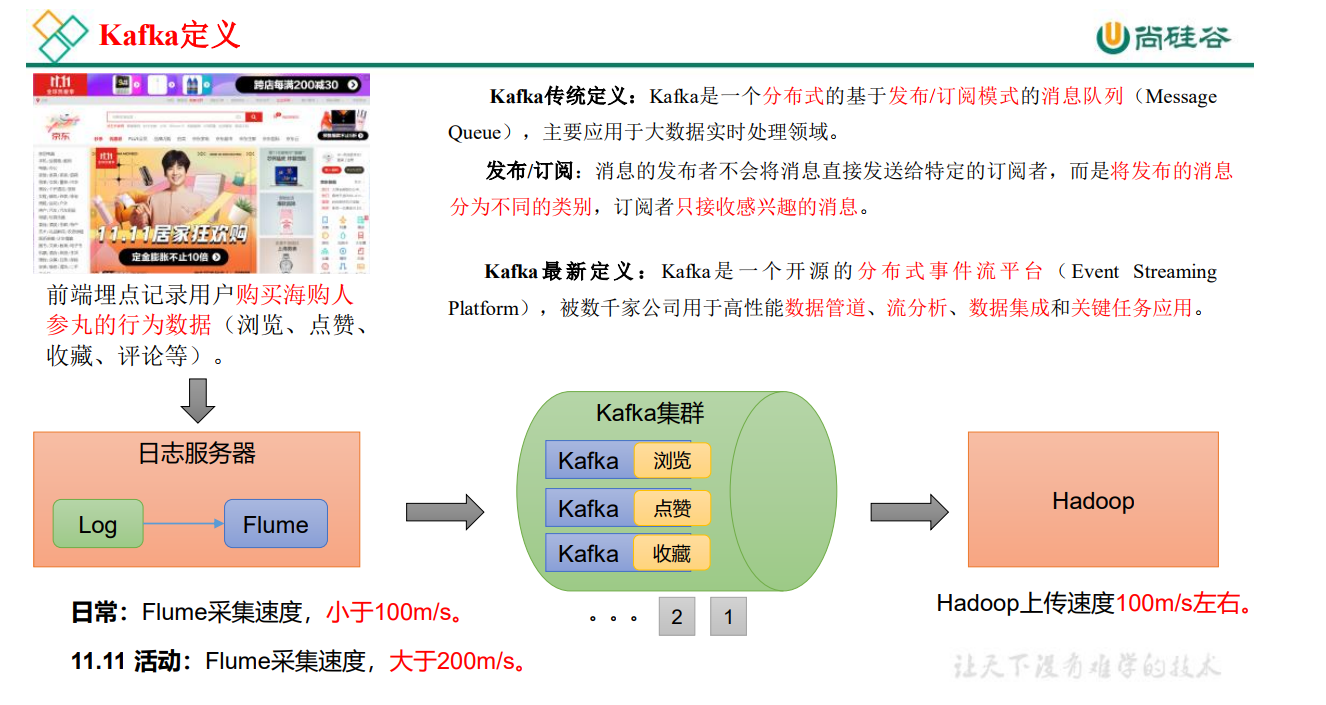 Kafka定义
尚硅谷
11.11
跨店每满200减30
京东
11.11居家狂欢购
定金膨胀不止10倍
前端埋点记录用户购买海购人
参丸的行为数据（浏览、点赞、
收藏、评论等）。
Kafka传统定义：Kafka是一个分布式的基于发布/订阅模式的消息队列（Message
Queue），主要应用于大数据实时处理领域。
发布/订阅：消息的发布者不会将消息直接发送给特定的订阅者，而是将发布的消息
分为不同的类别，订阅者只接收感兴趣的消息。
Kafka最新定义：Kafka是一个开源的分布式事件流平台（Event Streaming
Platform），被数千家公司用于高性能数据管道、流分析、数据集成和关键任务应用。
日志服务器
Log
Flume
Kafka集群
Kafka 浏览
Kafka 点赞
Kafka 收藏
。。。 2 1
Hadoop
日常：Flume采集速度，小于100m/s。
11.11 活动：Flume采集速度，大于200m/s。
Hadoop上传速度100m/s左右。
让天下没有难学的技术